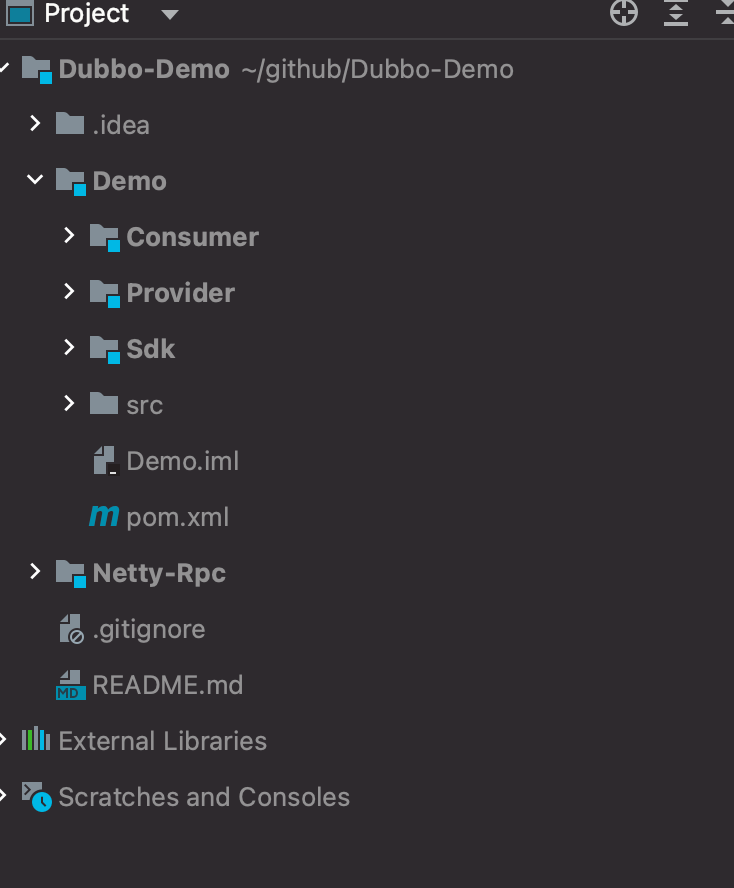 Project
Dubbo-Demo ~/github/Dubbo-Demo
.idea
Demo
Consumer
Provider
Sdk
src
Demo.iml
m pom.xml
Netty-Rpc
.gitignore
MD README.md
External Libraries
Scratches and Consoles